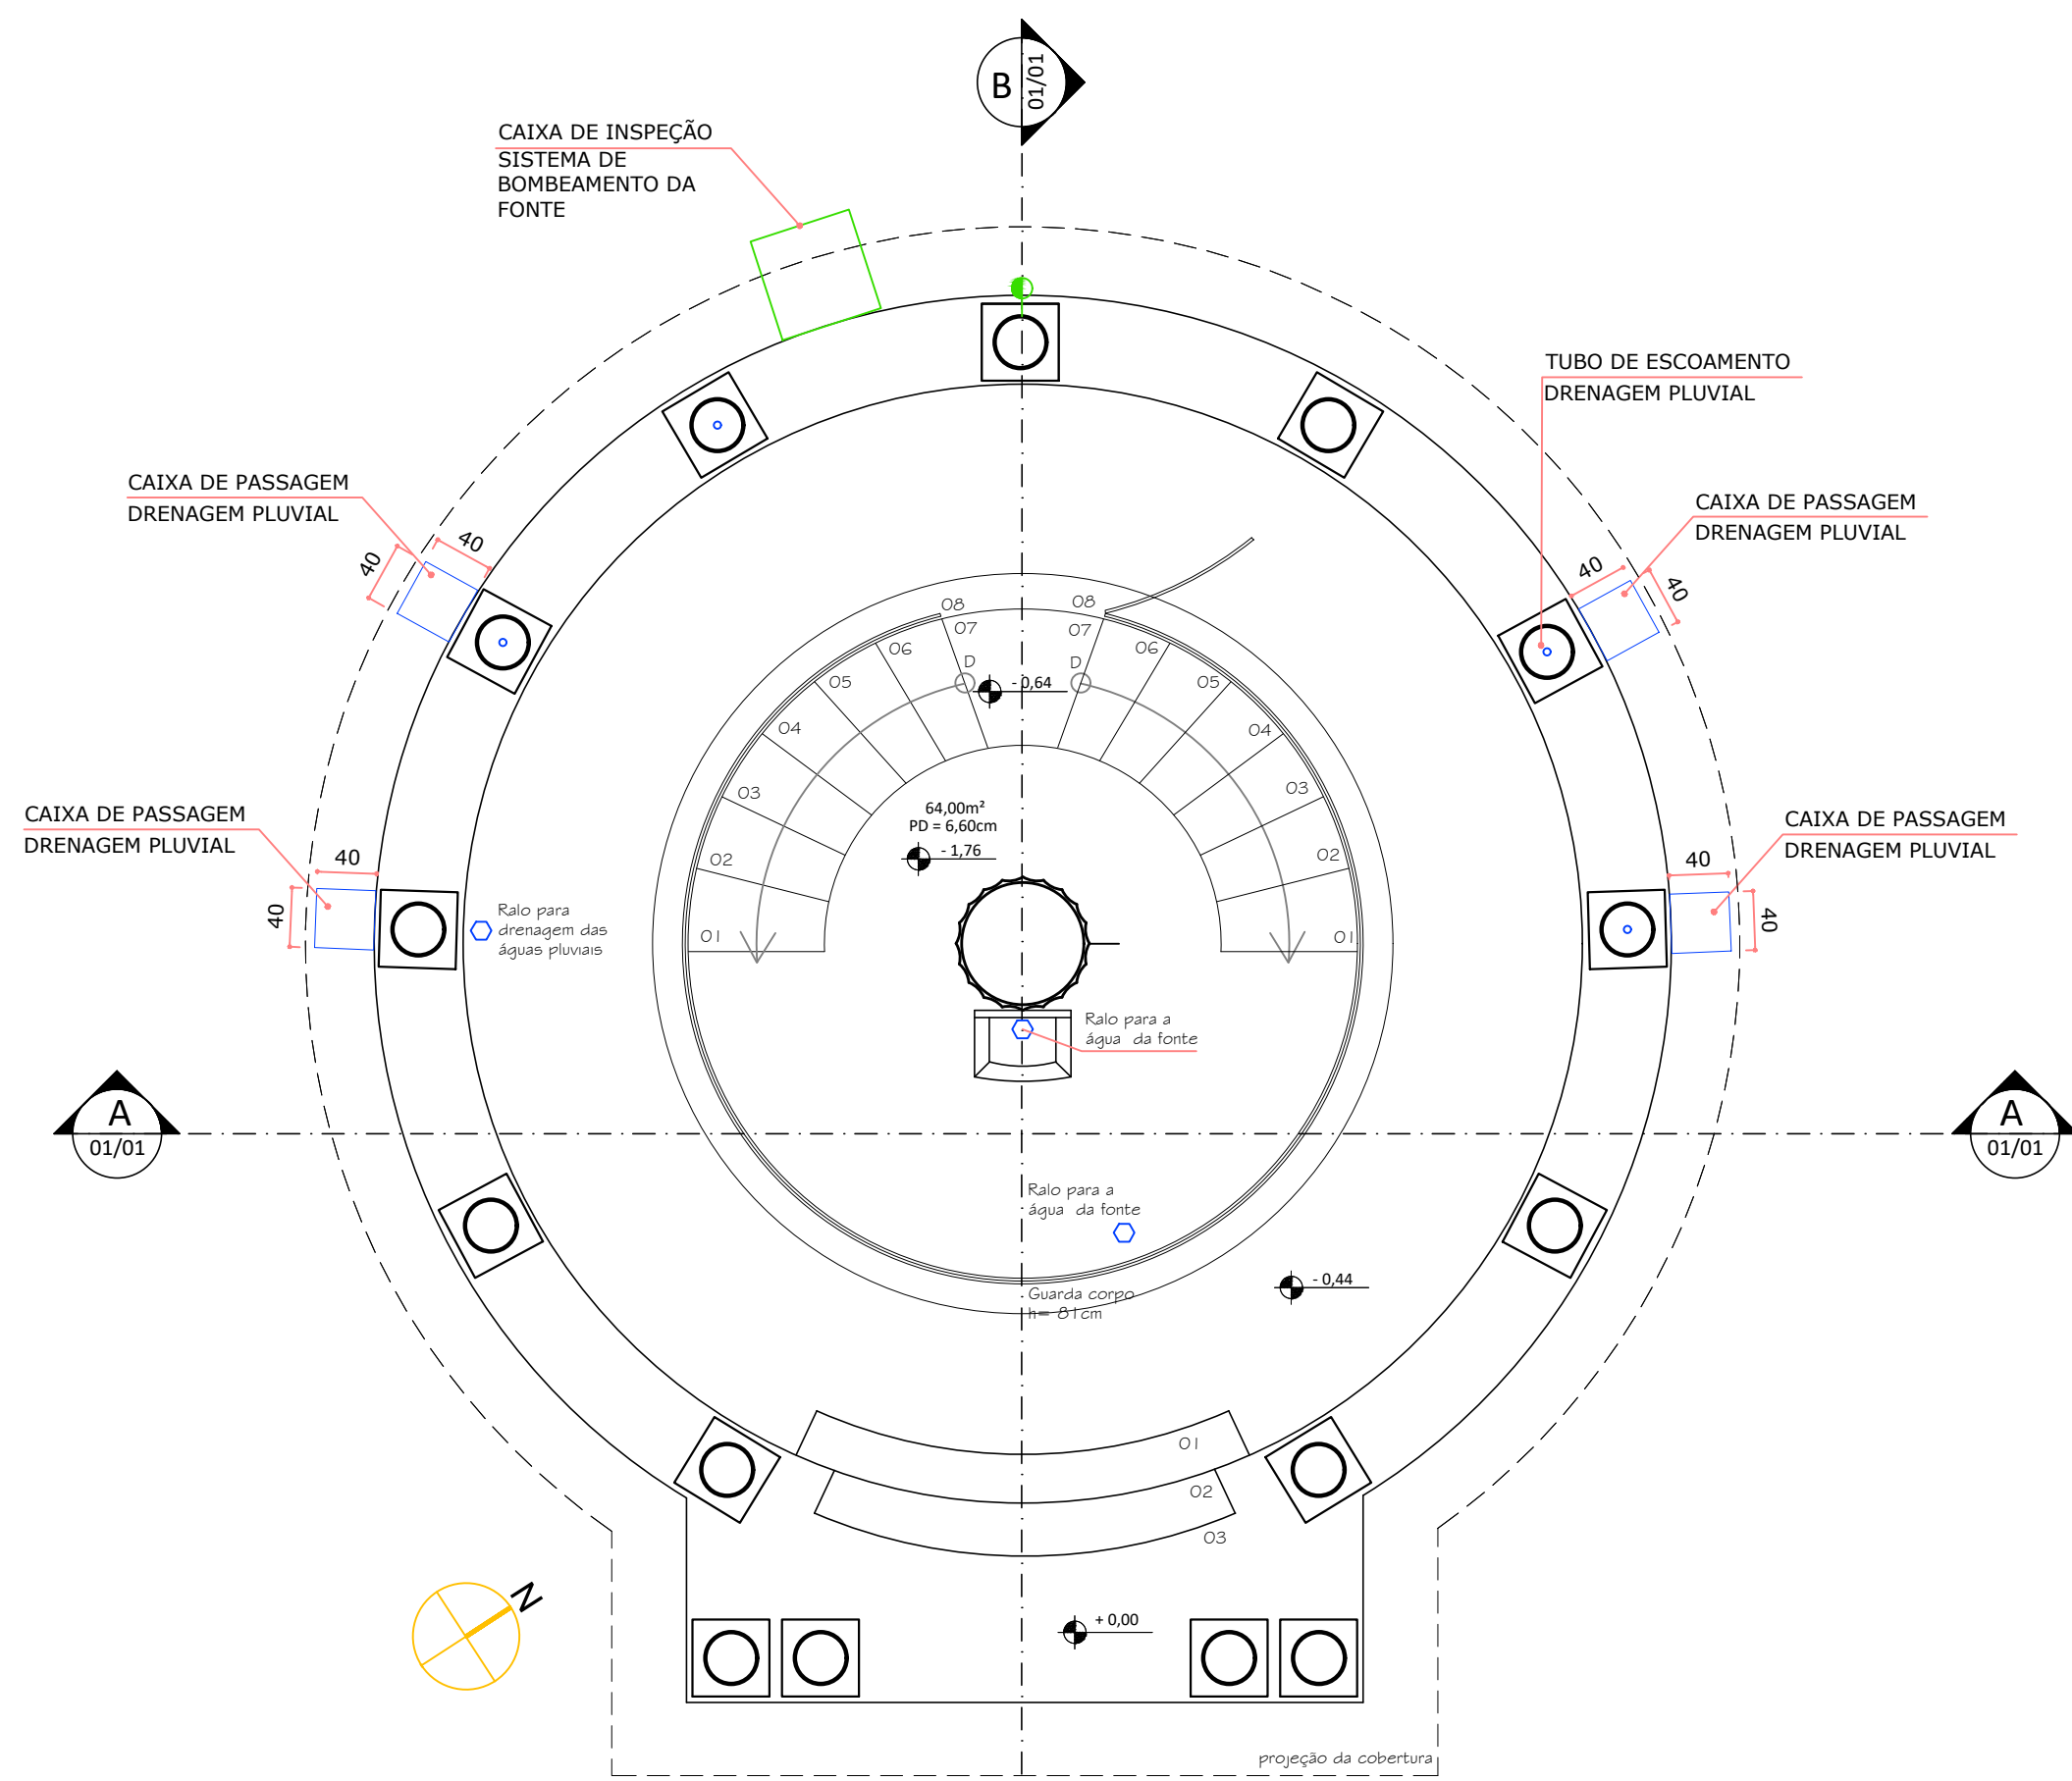 B
01/01
CAIXA DE INSPEÇÃO
SISTEMA DE
BOMBEAMENTO DA
FONTE
TUBO DE ESCOAMENTO
DRENAGEM PLUVIAL
CAIXA DE PASSAGEM
DRENAGEM PLUVIAL
40
40
CAIXA DE PASSAGEM
DRENAGEM PLUVIAL
40
40
08
08
07
07
06
06
D
D
05
05
- 0,64
04
04
03
03
64,00m²
PD = 6,60cm
- 1,76
02
02
01
01
CAIXA DE PASSAGEM
DRENAGEM PLUVIAL
40
40
CAIXA DE PASSAGEM
DRENAGEM PLUVIAL
40
40
Ralo para
drenagem das
águas pluviais
Ralo para a
água da fonte
A
01/01
A
01/01
Ralo para a
água da fonte
- 0,44
Guarda corpo
h= 81cm
01
02
03
N
+ 0,00
projeção da cobertura